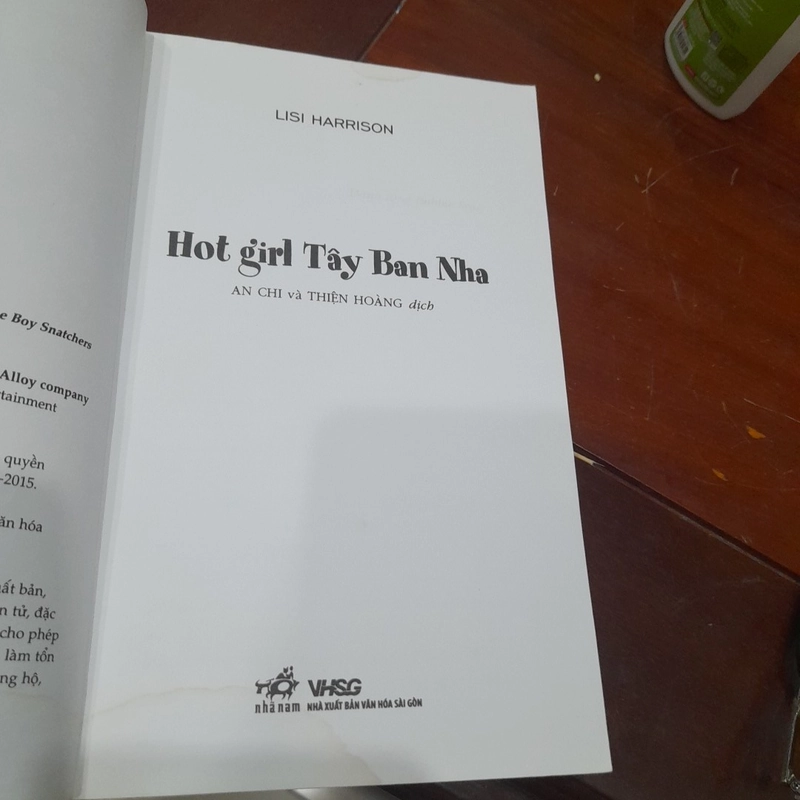 e Boy Snatchers
Alloy company
tainment
quyền
-2015.
ăn hóa
ất bản,
n tử, đặc
cho phép
làm tổn
ng hộ,
LISI HARRISON
Hot girl Tây Ban Nha
AN CHI và THIỆN HOÀNG dịch
nhã nam
VHSG
NHÀ XUẤT BẢN VĂN HÓA SÀI GÒN